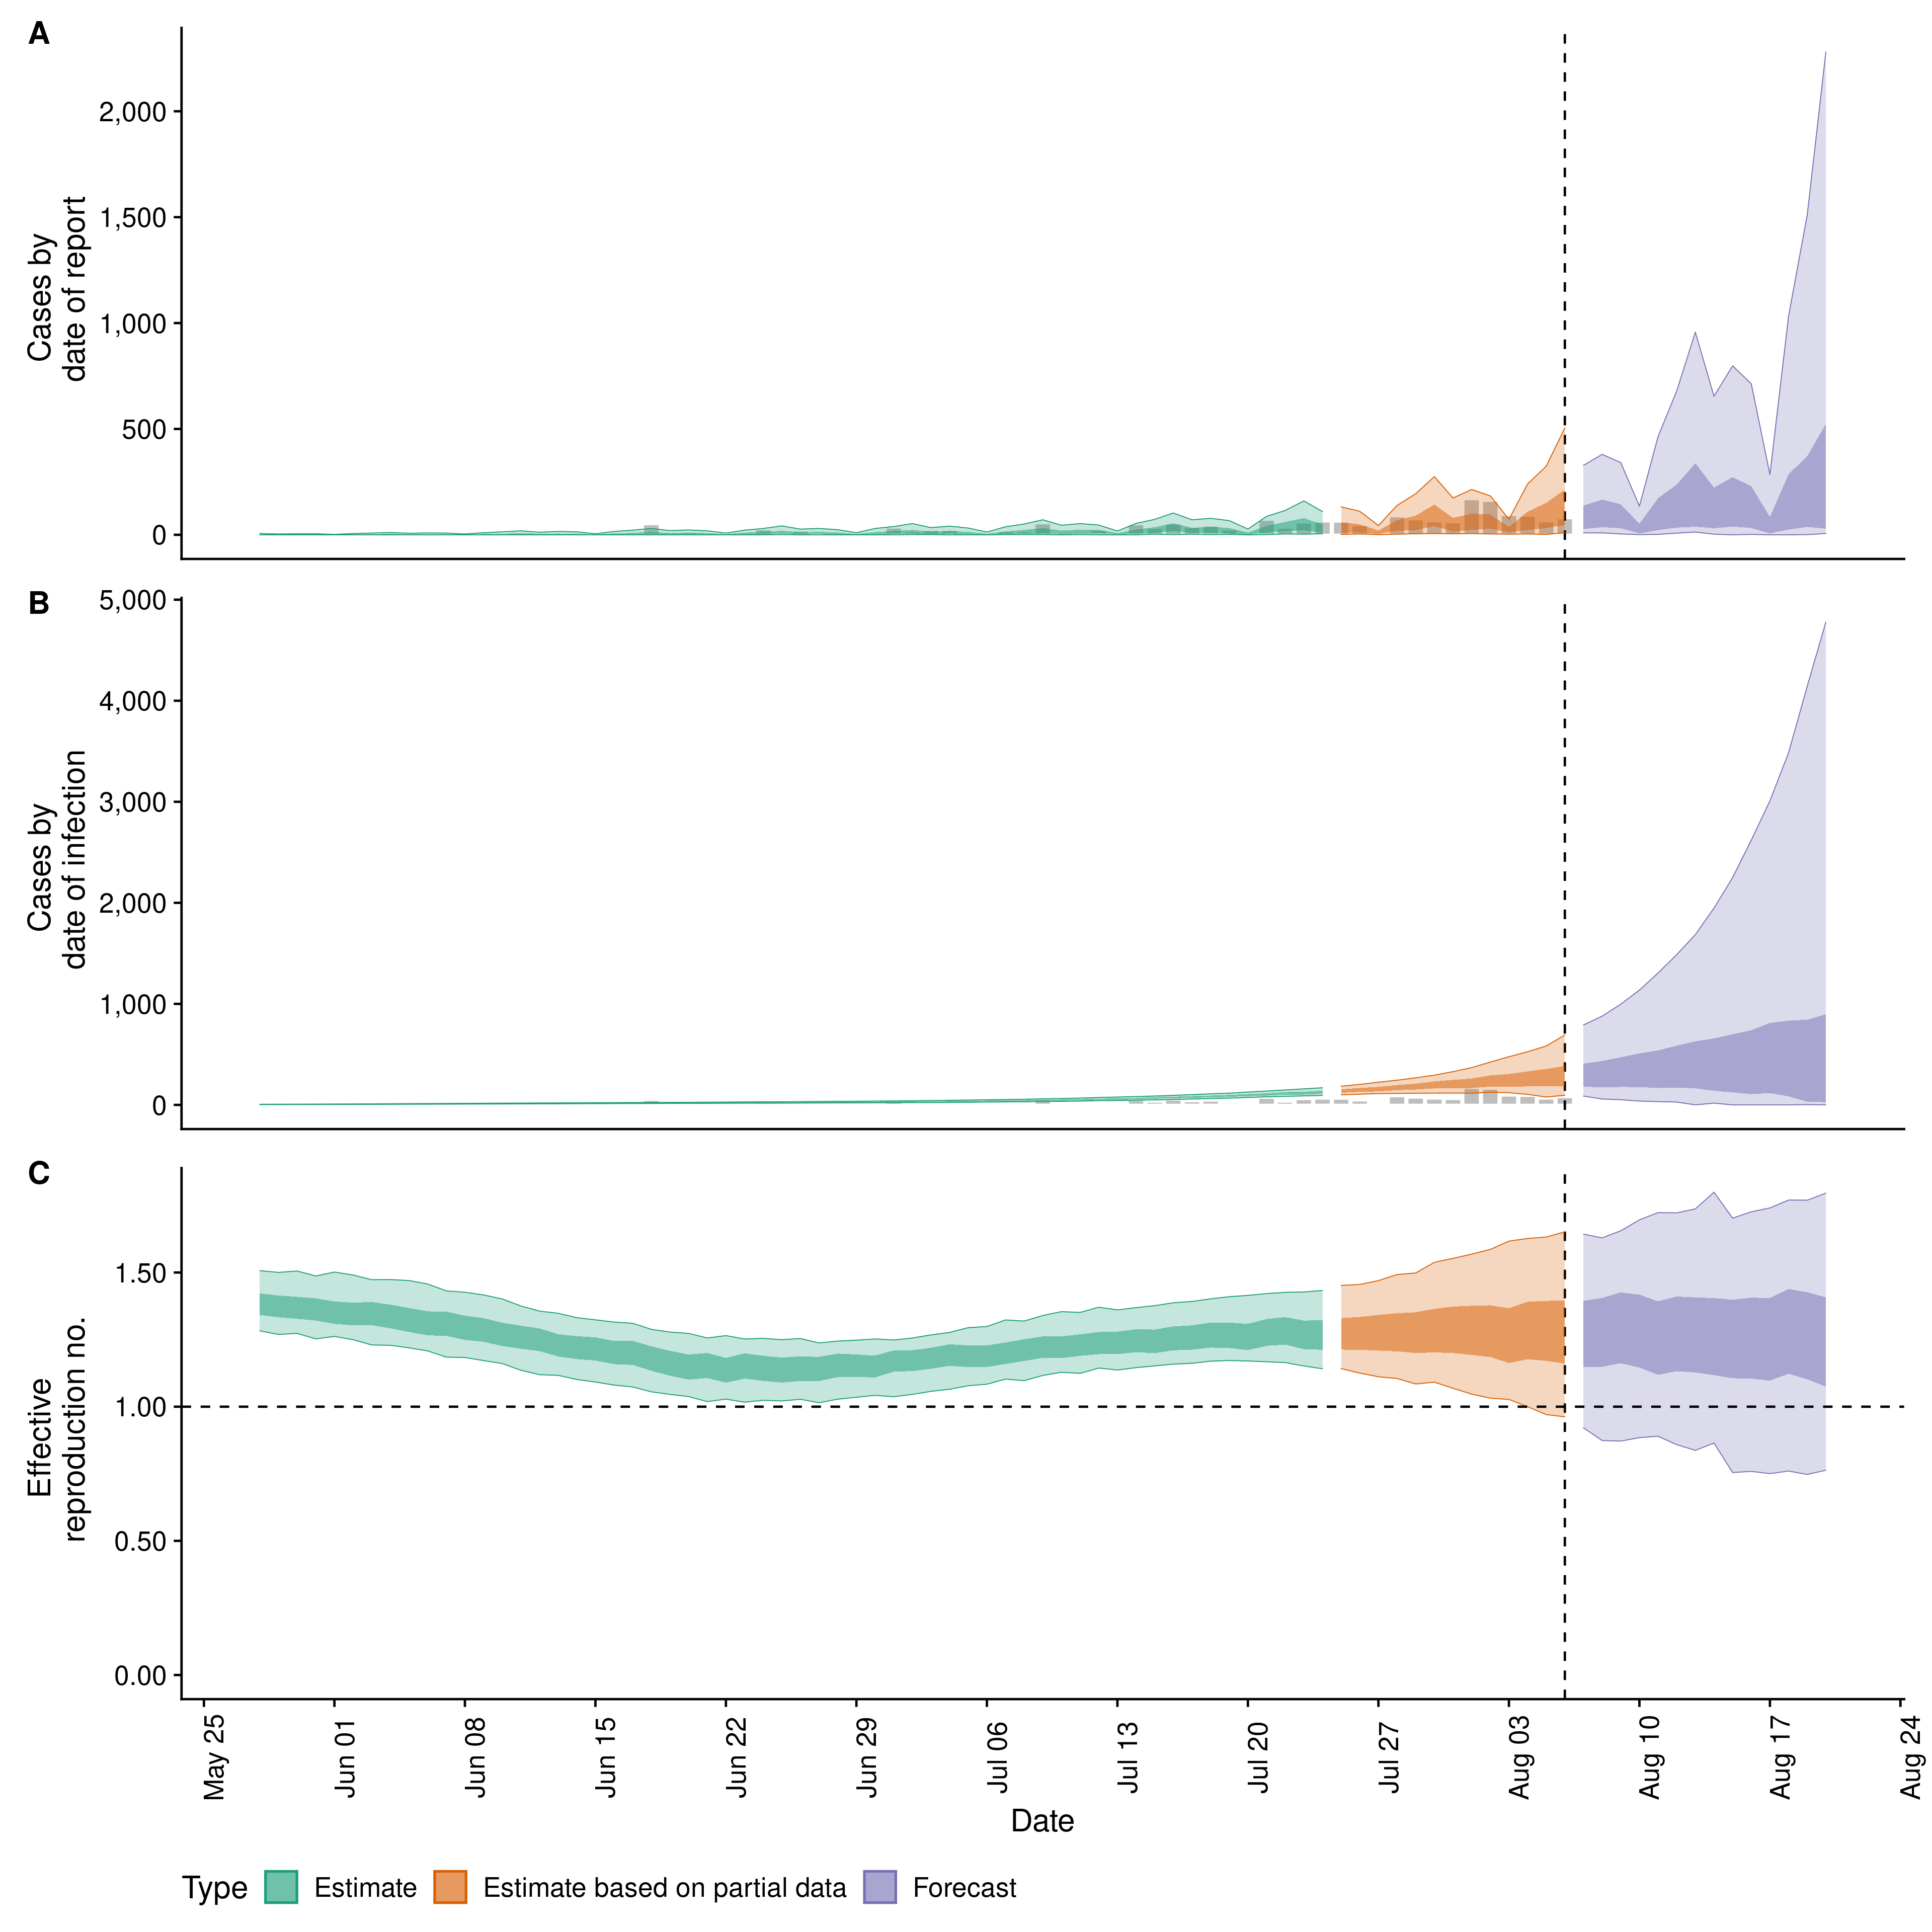 A
Cases by
date of report
2,000
1,500
1,000
500
0
B
Cases by
date of infection
5,000
4,000
3,000
2,000
1,000
0
C
Effective
reproduction no.
1.50
1.00
0.50
0.00
May 25
Jun 01
Jun 08
Jun 15
Jun 22
Jun 29
Jul 06
Jul 13
Jul 20
Jul 27
Aug 03
Aug 10
Aug 17
Aug 24
Date
Type Estimate Estimate based on partial data Forecast